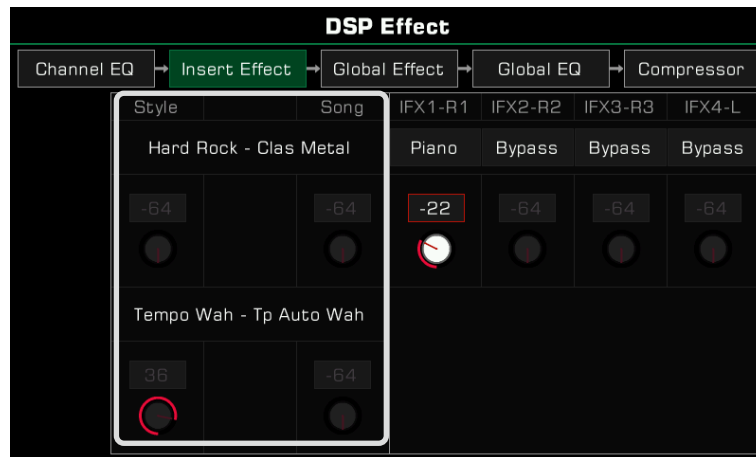 DSP Effect
Channel EQ Insert Effect Global Effect Global EQ Compressor
Style Song IFX1-R1 IFX2-R2 IFX3-R3 IFX4-L
Hard Rock - Clas Metal Piano Bypass Bypass Bypass
-64 -64 -22 -64 -64 -64
Tempo Wah - Tp Auto Wah
36 -64